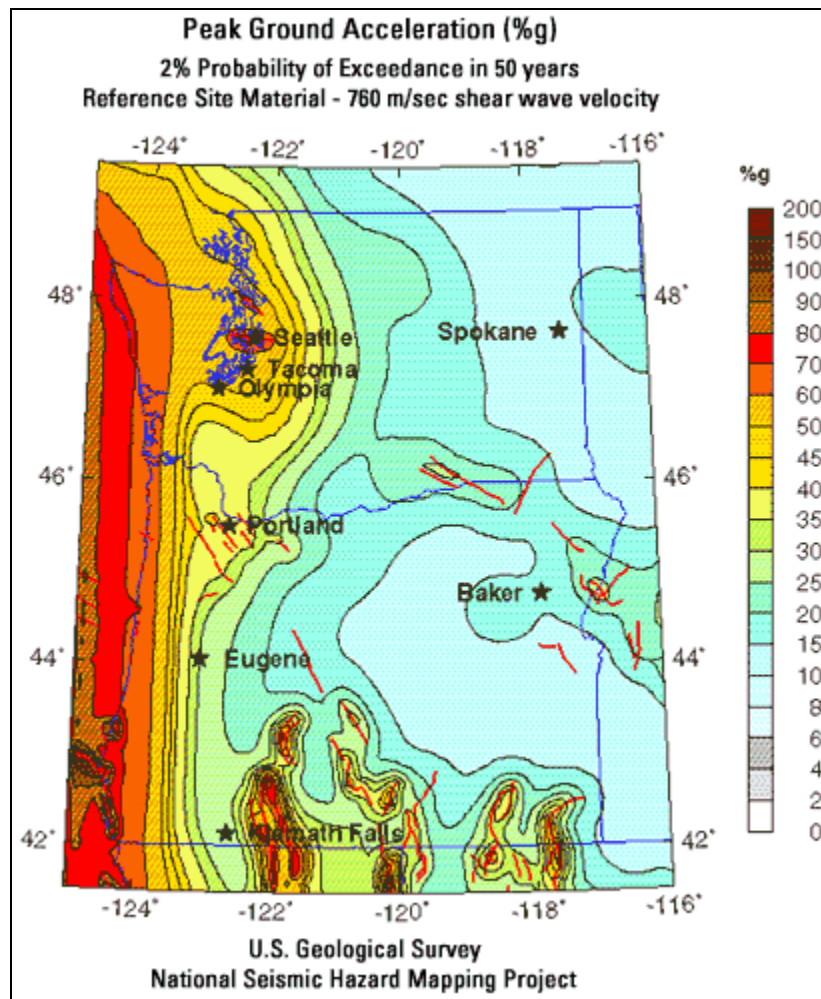 Peak Ground Acceleration (%g)
2% Probability of Exceedance in 50 years
Reference Site Material - 760 m/sec shear wave velocity
-124° -122° -120° -118° -116°
%g
200
150
100
90
80
70
60
50
40
30
25
20
15
10
8
6
4
2
0
48° 48°
Seattle
Spokane
Tacoma
Olympia
46° 46°
Portland
Baker
44° 44°
Eugene
Klamath Falls
42° 42°
-124° -122° -120° -118° -116°
U.S. Geological Survey
National Seismic Hazard Mapping Project